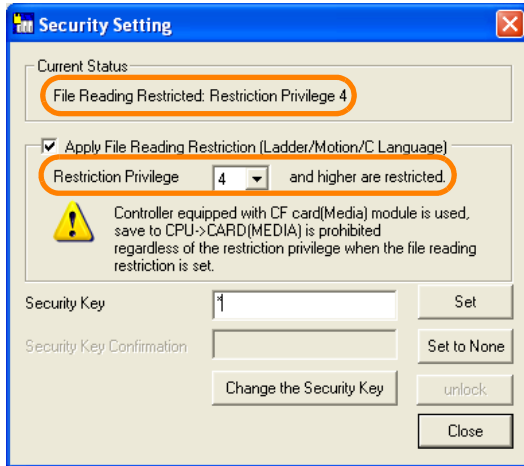 Security Setting
Current Status
File Reading Restricted: Restriction Privilege 4
Apply File Reading Restriction (Ladder/Motion/C Language)
Restriction Privilege 4 and higher are restricted.
Controller equipped with CF card(Media) module is used,
save to CPU->CARD(MEDIA) is prohibited
regardless of the restriction privilege when the file reading
restriction is set.
Security Key * Set
Security Key Confirmation Set to None
Change the Security Key unlock
Close